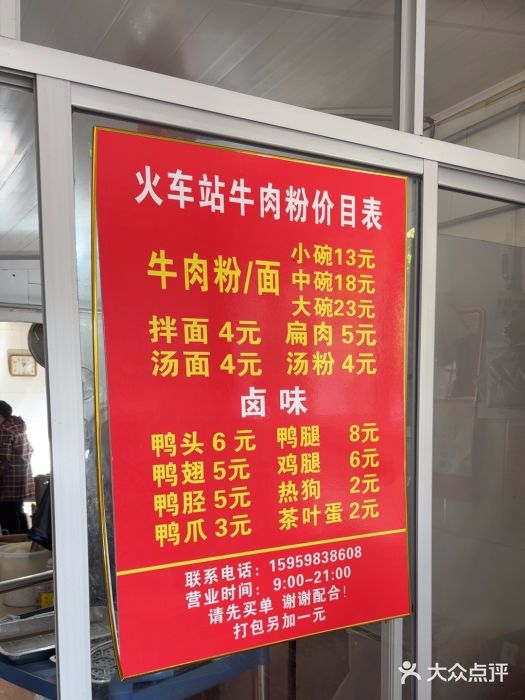 火车站牛肉粉价目表
牛肉粉/面
小碗13元
中碗18元
大碗23元
拌面 4元 扁肉 5元
汤面 4元 汤粉 4元
卤味
鸭头 6元 鸭腿 8元
鸭翅 5元 鸡腿 6元
鸭胫 5元 热狗 2元
鸭爪 3元 茶叶蛋 2元
联系电话：15959838608
营业时间：9:00-21:00
请先买单 谢谢配合！
打包另加一元
大众点评